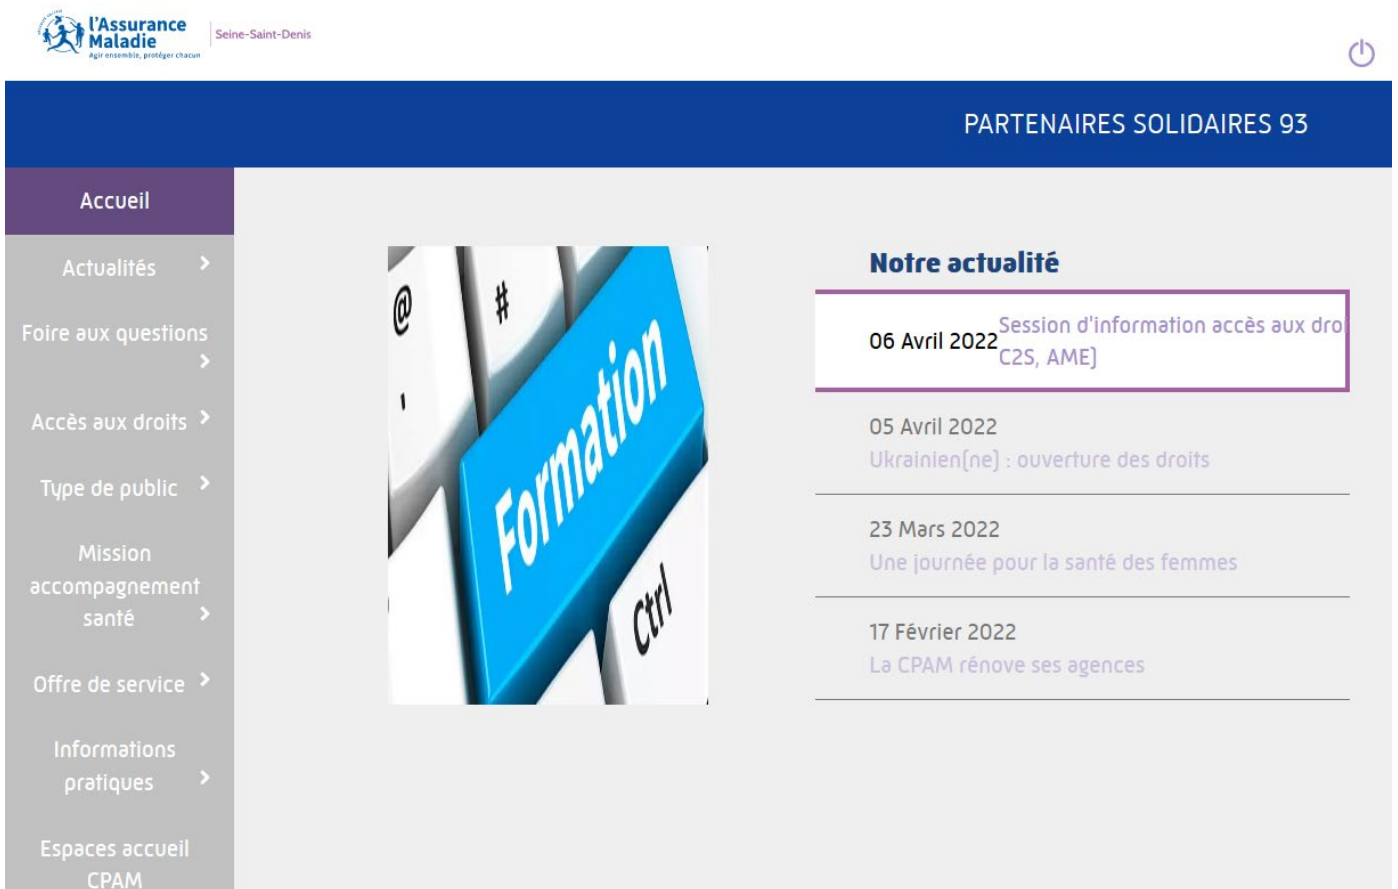 l'Assurance
Maladie
Agir ensemble, protéger chacun
Seine-Saint-Denis
PARTENAIRES SOLIDAIRES 93
Accueil
Actualités
Foire aux questions
Accès aux droits
Type de public
Mission
accompagnement
santé
Offre de service
Informations
pratiques
Espaces accueil
CPAM
@
#
Formation
Ctrl
Notre actualité
06 Avril 2022
Session d'information accès aux droi
C2S, AME)
05 Avril 2022
Ukrainien(ne) : ouverture des droits
23 Mars 2022
Une journée pour la santé des femmes
17 Février 2022
La CPAM rénove ses agences